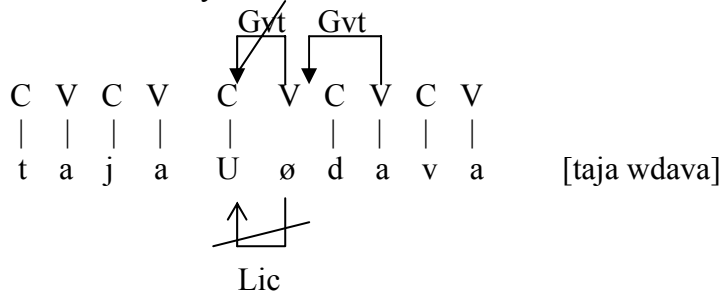 Gvt Gvt
C V C V C V C V C V
| | | | | | | | |
t a j a U ø d a v a [taja wdava]
Lic